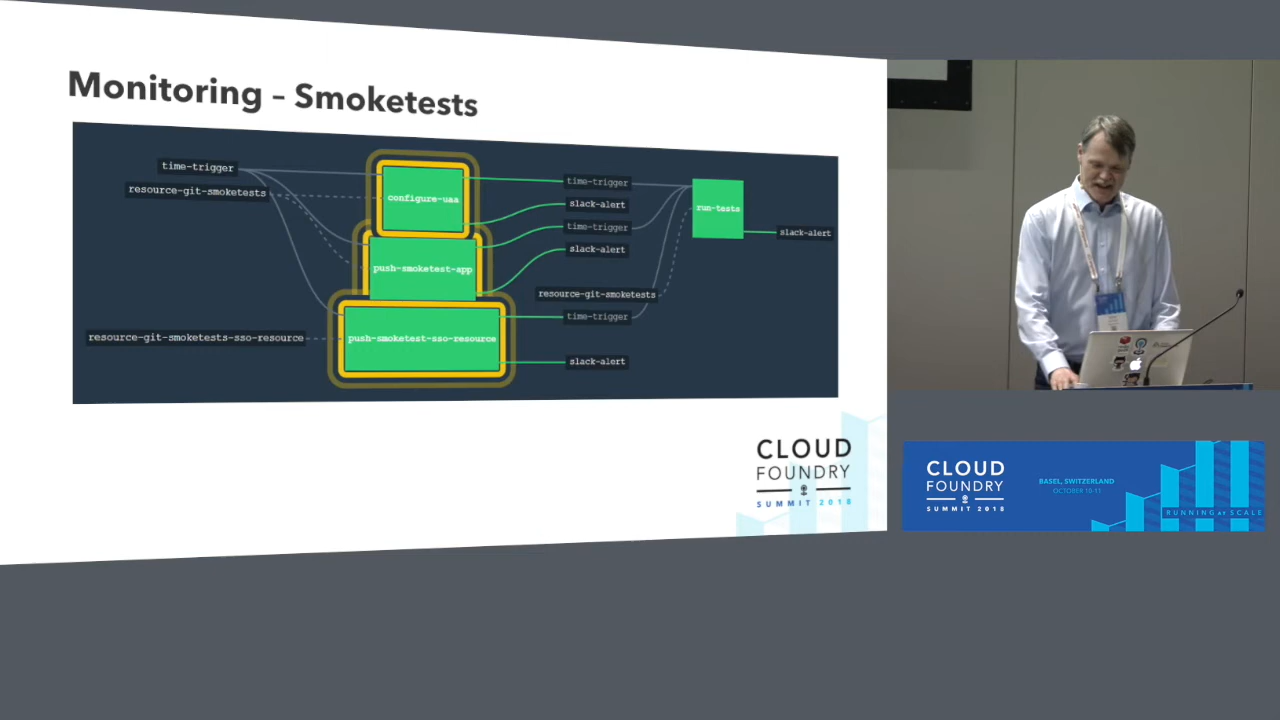 Monitoring – Smoketests
time-trigger
resource-git-smoketests
resource-git-smoketests-sso-resource
configure-uaa
push-smoketest-app
push-smoketest-sso-resource
time-trigger
slack-alert
time-trigger
slack-alert
resource-git-smoketests
time-trigger
slack-alert
run-tests
slack-alert
CLOUD
FOUNDRY
SUMMIT 2018
CLOUD
FOUNDRY
SUMMIT 2018
BASEL, SWITZERLAND
OCTOBER 10-11
RUNNING AT SCALE